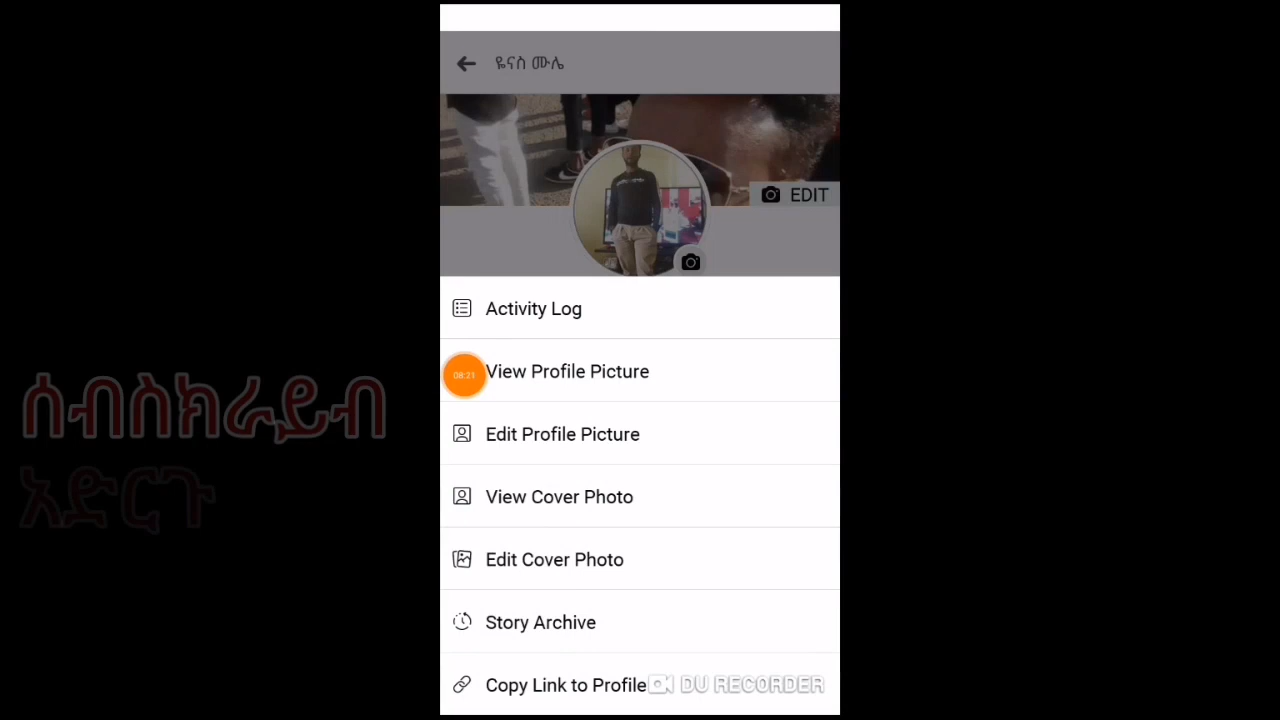 ዬናስ ሙሌ
EDIT
Activity Log
08:21
View Profile Picture
Edit Profile Picture
View Cover Photo
Edit Cover Photo
Story Archive
Copy Link to Profile
DU RECORDER
ሰብስክራይብ
አድርጉ